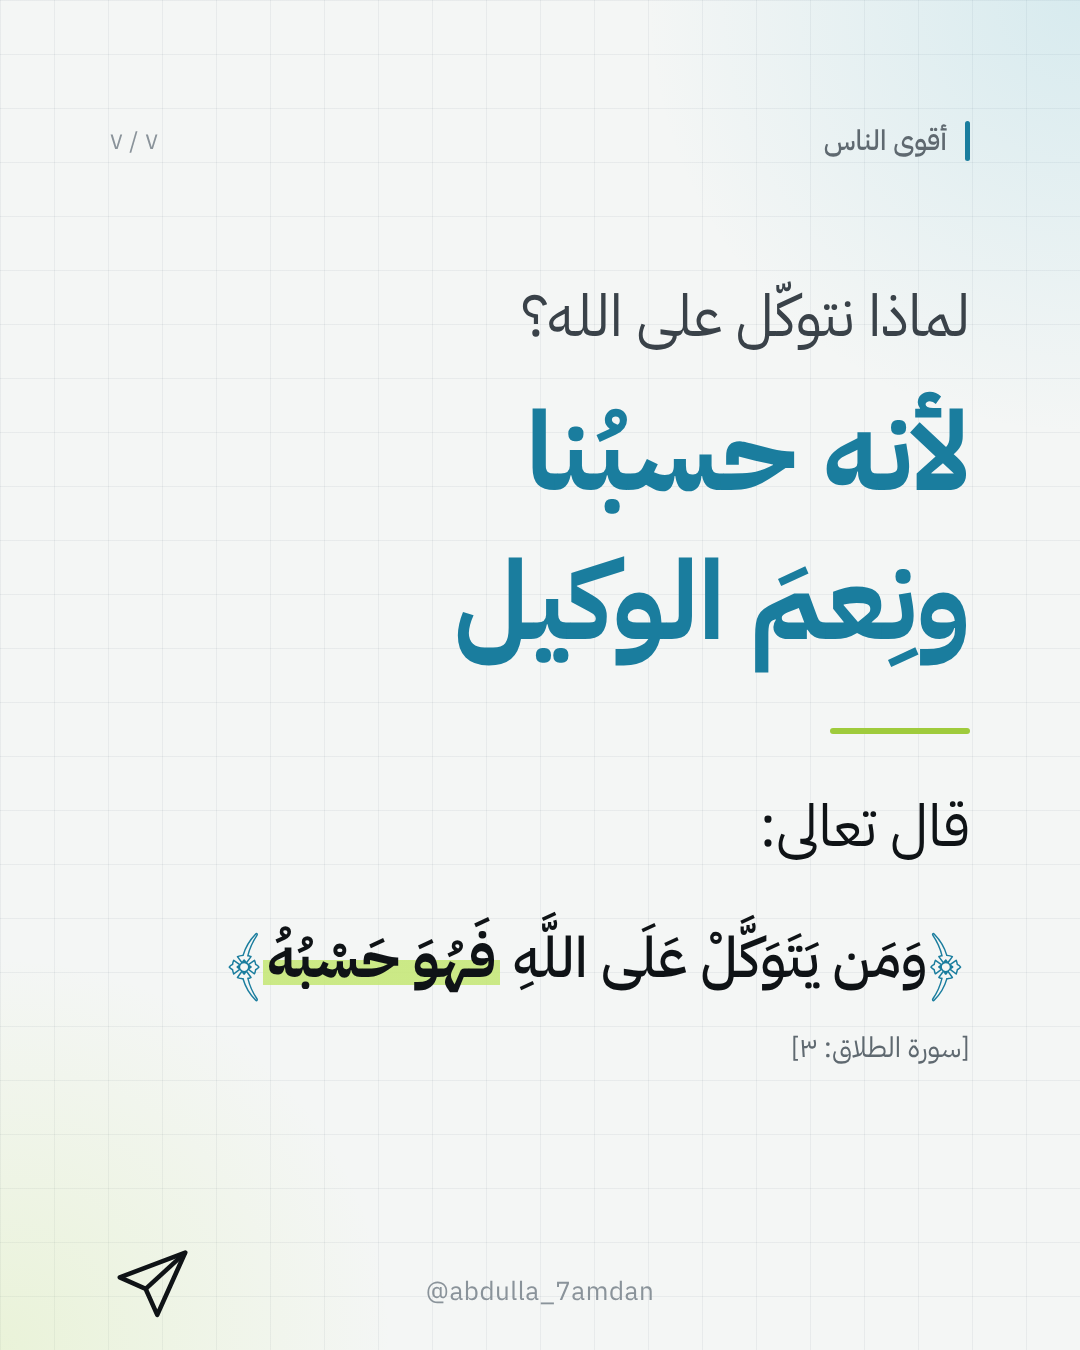 أقوى الناس
٧ / ٧
لماذا نتوكّل على الله؟
لأنه حسبُنا
ونِعمَ الوكيل
قال تعالى:
﴿وَمَن يَتَوَكَّلْ عَلَى اللَّهِ فَهُوَ حَسْبُهُ﴾
[سورة الطلاق: ٣]
@abdulla_7amdan